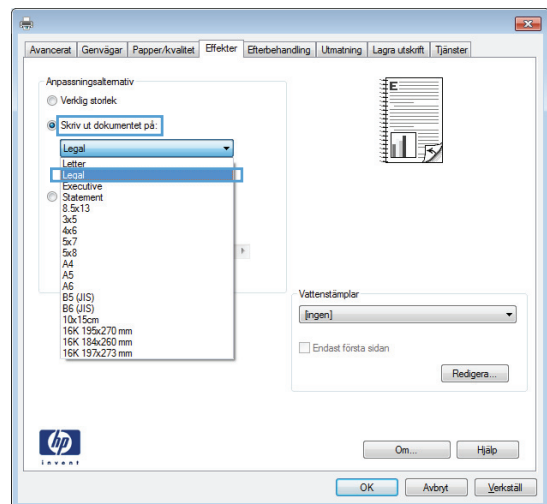 Avancerat Genvägar Papper/kvalitet Effekter Efterbehandling Utmatning Lagra utskrift Tjänster
Anpassningsalternativ
Verklig storlek
Skriv ut dokumentet på:
Legal
Letter
Legal
Executive
Statement
8.5x13
3x5
4x6
5x7
5x8
A4
A5
A6
B5 (JIS)
B6 (JIS)
10x15cm
16K 195x270 mm
16K 184x260 mm
16K 197x273 mm
E
Vattenstämplar
[ingen]
Endast första sidan
Redigera...
hp
invent
Om... Hjälp
OK Avbryt Verkställ